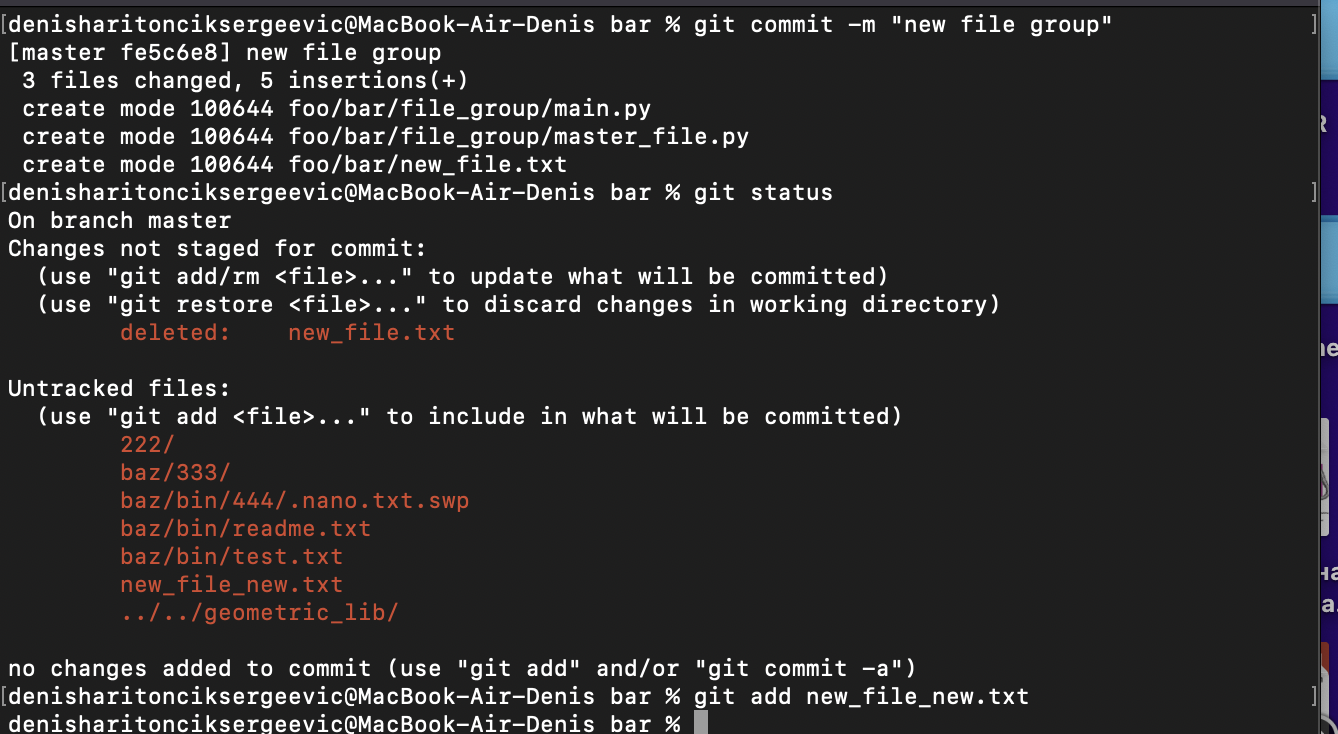 [denisharitonciksergeevic@MacBook-Air-Denis bar % git commit -m "new file group" ]
[master fe5c6e8] new file group
 3 files changed, 5 insertions(+)
 create mode 100644 foo/bar/file_group/main.py
 create mode 100644 foo/bar/file_group/master_file.py
 create mode 100644 foo/bar/new_file.txt
[denisharitonciksergeevic@MacBook-Air-Denis bar % git status ]
On branch master
Changes not staged for commit:
  (use "git add/rm <file>..." to update what will be committed)
  (use "git restore <file>..." to discard changes in working directory)
        deleted:    new_file.txt

Untracked files:
  (use "git add <file>..." to include in what will be committed)
        222/
        baz/333/
        baz/bin/444/.nano.txt.swp
        baz/bin/readme.txt
        baz/bin/test.txt
        new_file_new.txt
        ../../geometric_lib/

no changes added to commit (use "git add" and/or "git commit -a")
[denisharitonciksergeevic@MacBook-Air-Denis bar % git add new_file_new.txt ]
denisharitonciksergeevic@MacBook-Air-Denis bar %